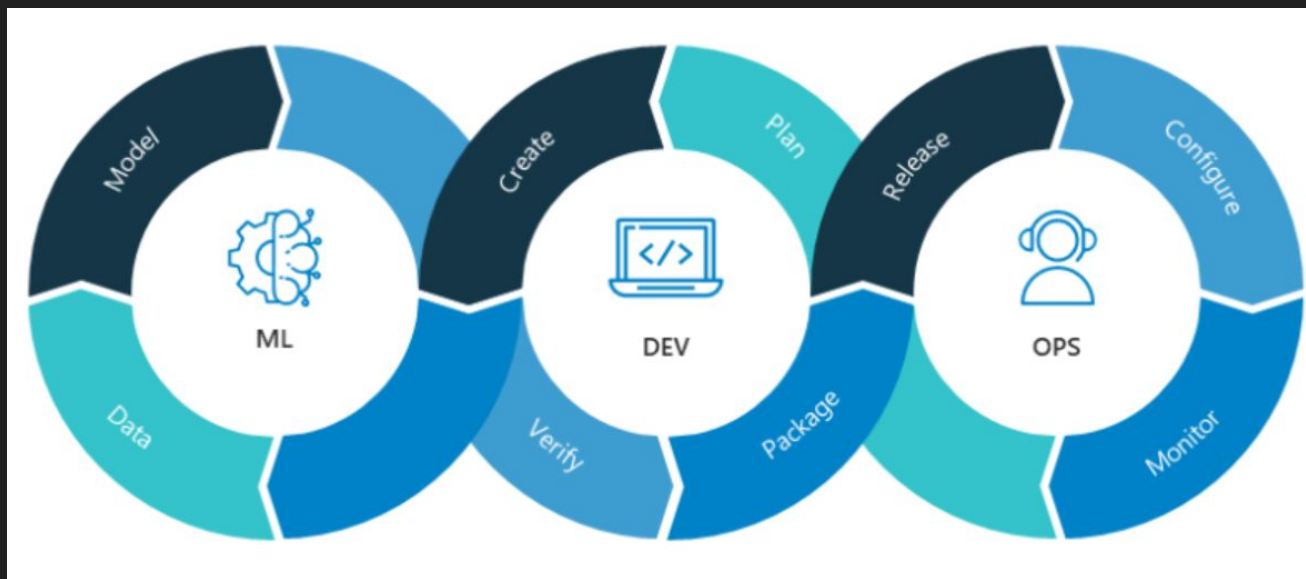 Model
Data
ML
Create
Plan
Verify
Package
DEV
Release
Configure
Monitor
OPS